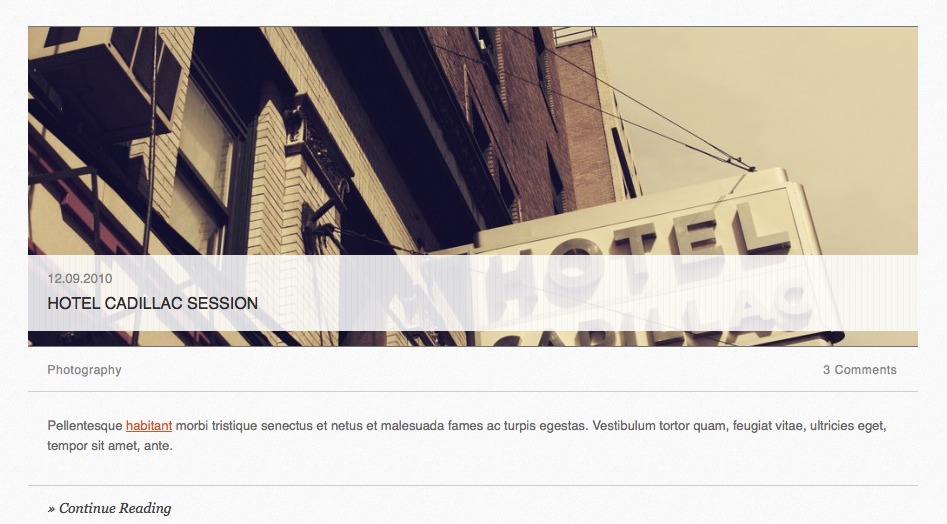 HOTEL
CADILLAC
12.09.2010
HOTEL CADILLAC SESSION
Photography
3 Comments
Pellentesque habitant morbi tristique senectus et netus et malesuada fames ac turpis egestas. Vestibulum tortor quam, feugiat vitae, ultricies eget,
tempor sit amet, ante.
» Continue Reading